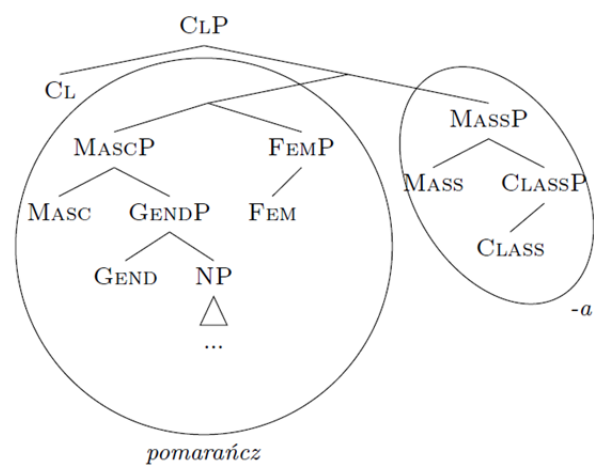 CLP
CL
MASSP
MASCP FEMP
MASS CLASSP
MASC GENDP FEM
CLASS
GEND NP
...
-a
pomarańcz